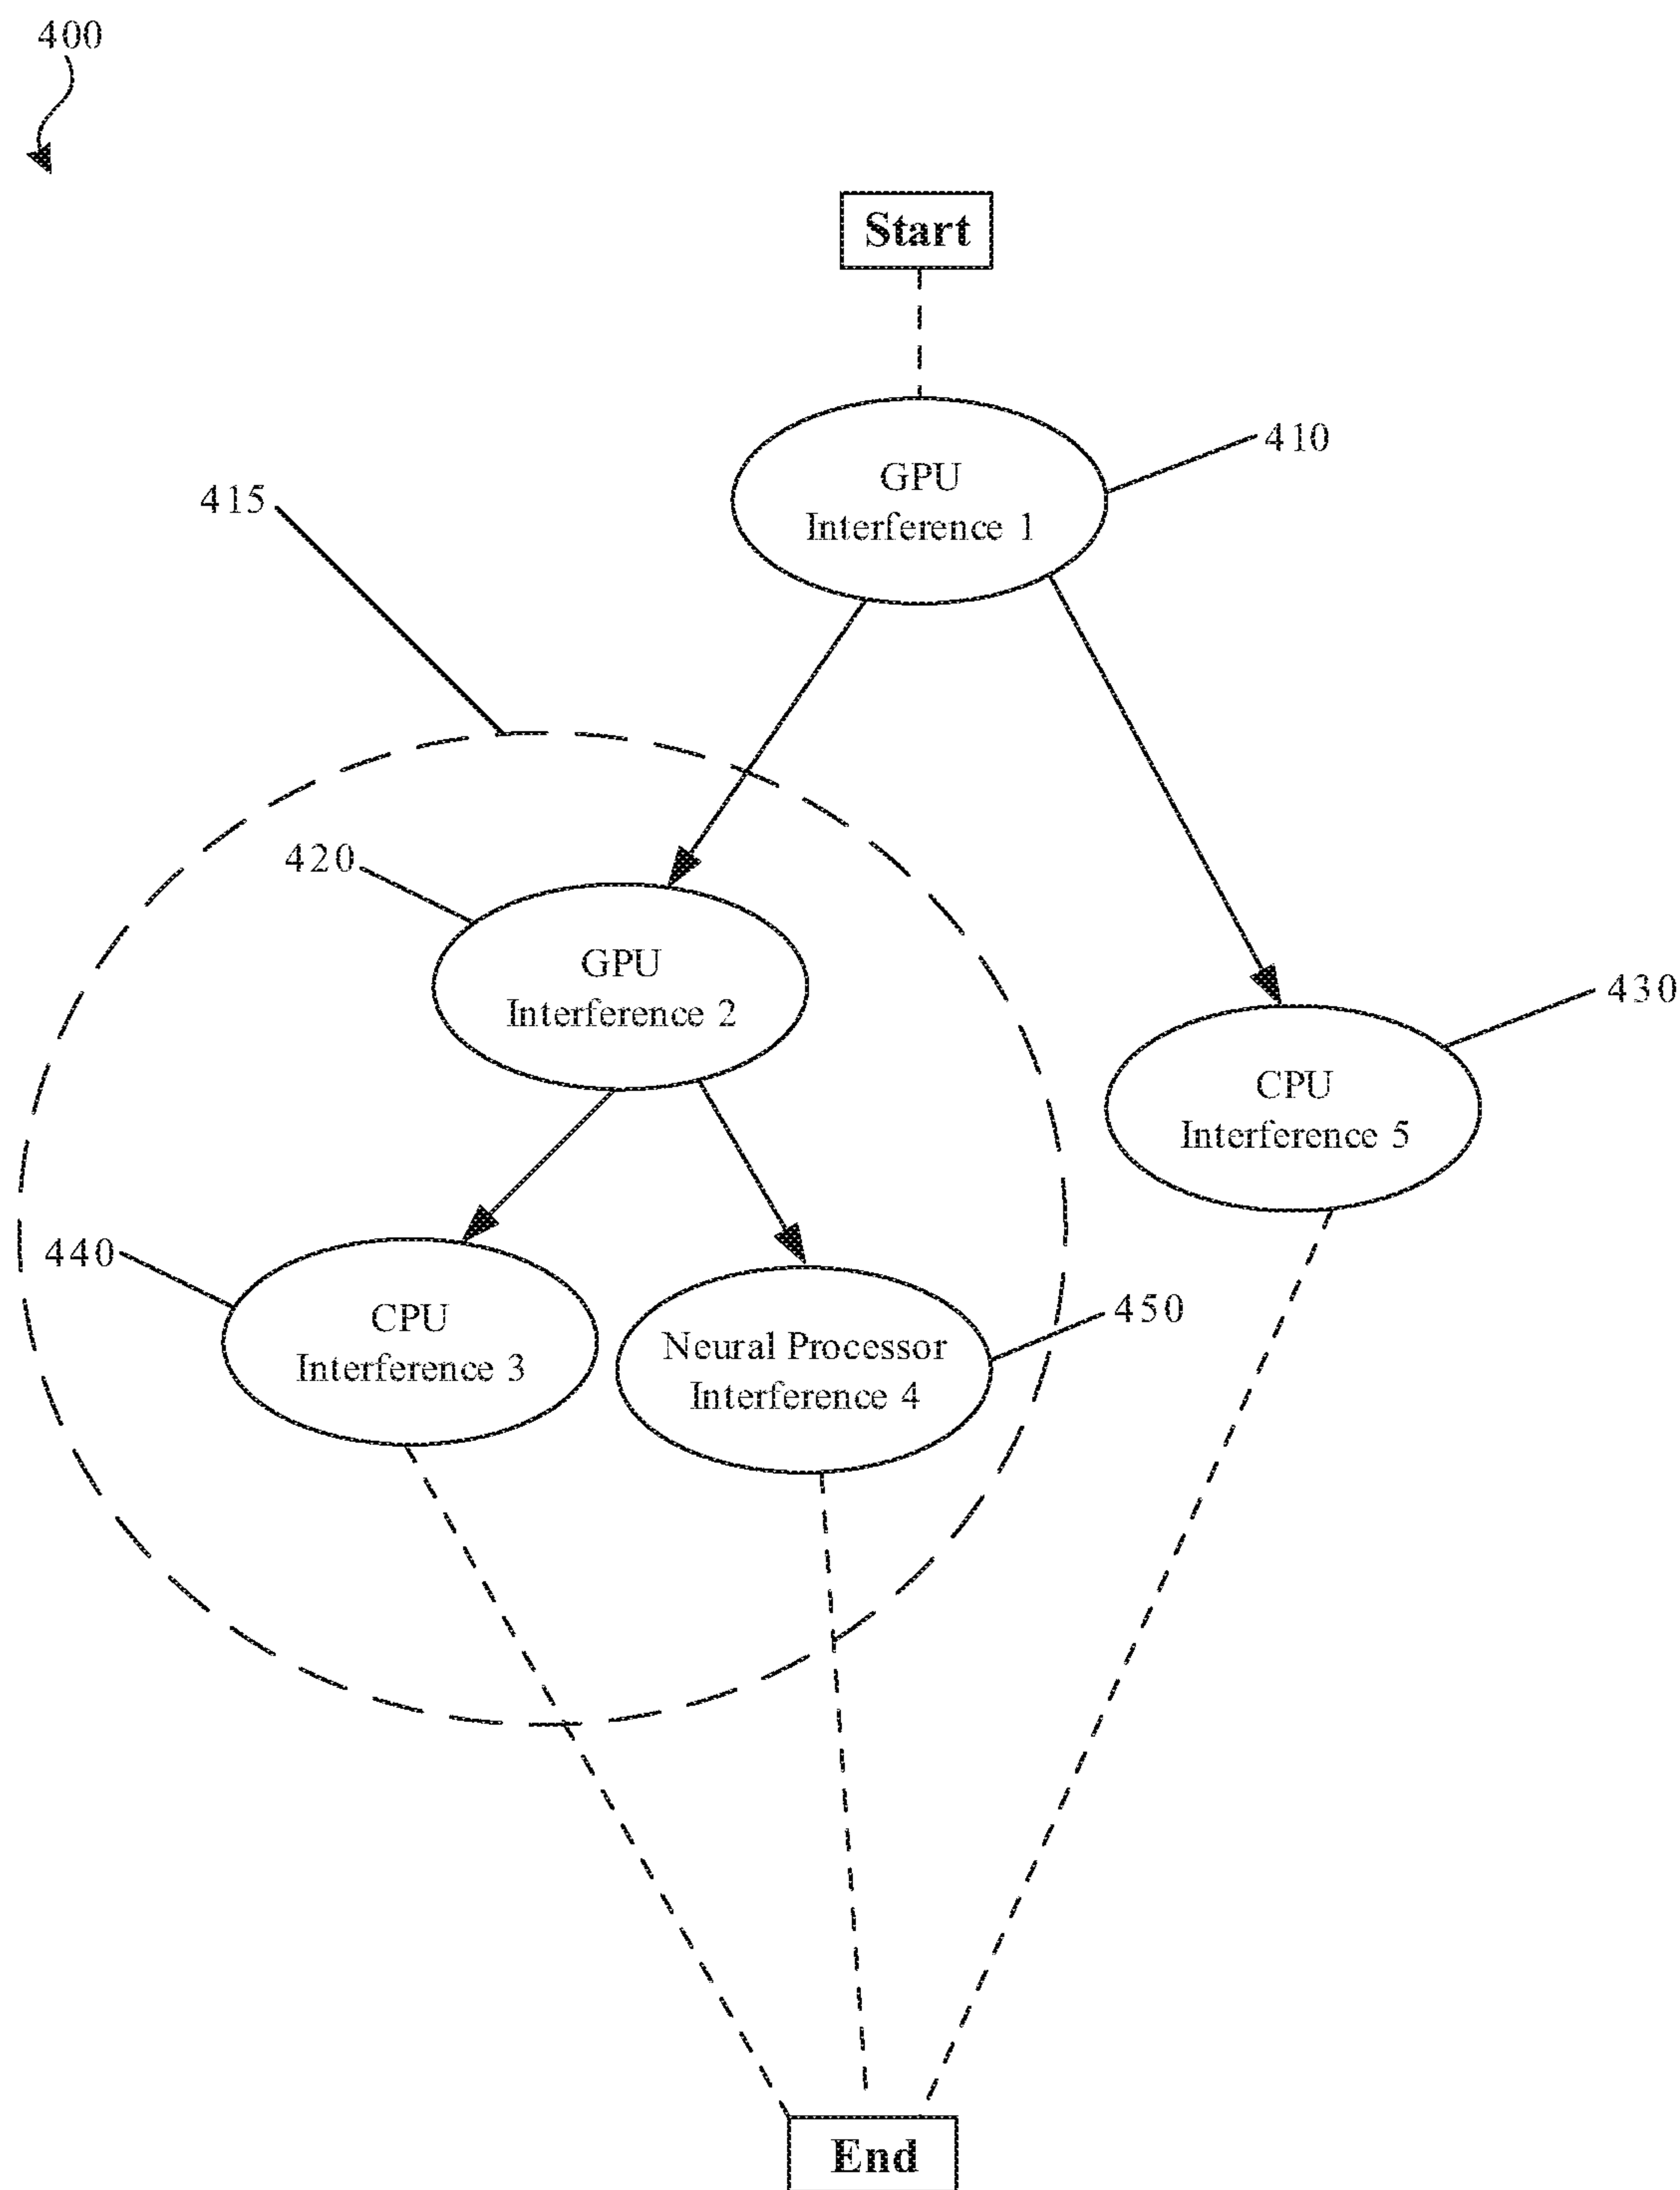 400
Start
410
GPU
Interference 1
415
420
GPU
Interference 2
430
CPU
Interference 5
440
CPU
Interference 3
450
Neural Processor
Interference 4
End